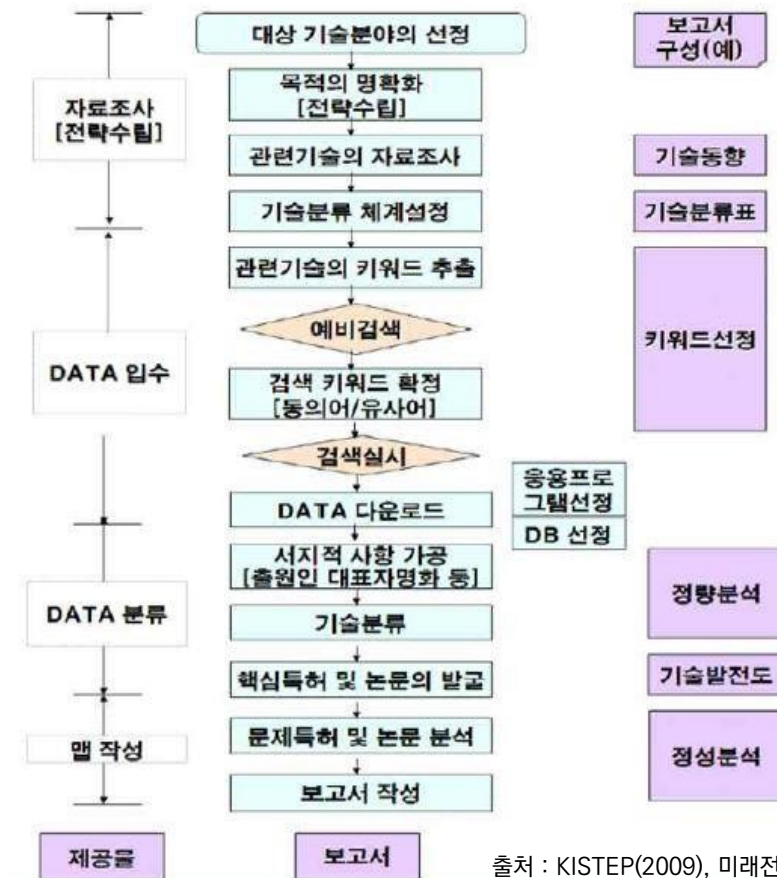 대상 기술분야의 선정
보고서
구성(예)
목적의 명확화
[전략수립]
자료조사
[전략수립]
관련기술의 자료조사
기술동향
기술분류 체계설정
기술분류표
관련기술의 키워드 추출
예비검색
키워드선정
DATA 입수
검색 키워드 확정
[동의어/유사어]
검색실시
응용프로
그램선정
DATA 다운로드
DB 선정
서지적 사항 가공
[출원인 대표자명화 등]
정량분석
DATA 분류
기술분류
핵심특허 및 논문의 발굴
기술발전도
맵 작성
문제특허 및 논문 분석
정성분석
보고서 작성
제공물
보고서
출처 : KISTEP(2009), 미래전